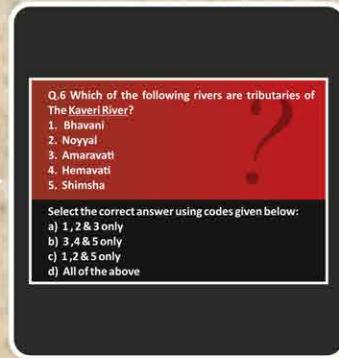 Q.6 Which of the following rivers are tributaries of
The Kaveri River?
1. Bhavani
2. Noyyal
3. Amaravati
4. Hemavati
5. Shimsha
Select the correct answer using codes given below:
a) 1,2 & 3 only
b) 3,4 & 5 only
c) 1,2 & 5 only
d) All of the above